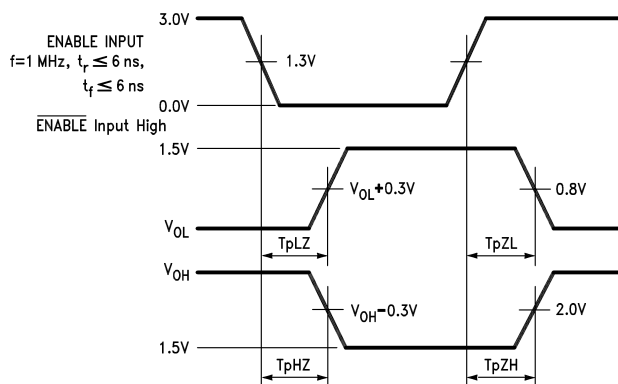 3.0V
ENABLE INPUT
f=1 MHz, tr ≤ 6 ns,
tf ≤ 6 ns
1.3V
0.0V
ENABLE Input High
1.5V
VOL+0.3V
0.8V
VOL
TpLZ
TpZL
VOH
VOH−0.3V
2.0V
1.5V
TpHZ
TpZH